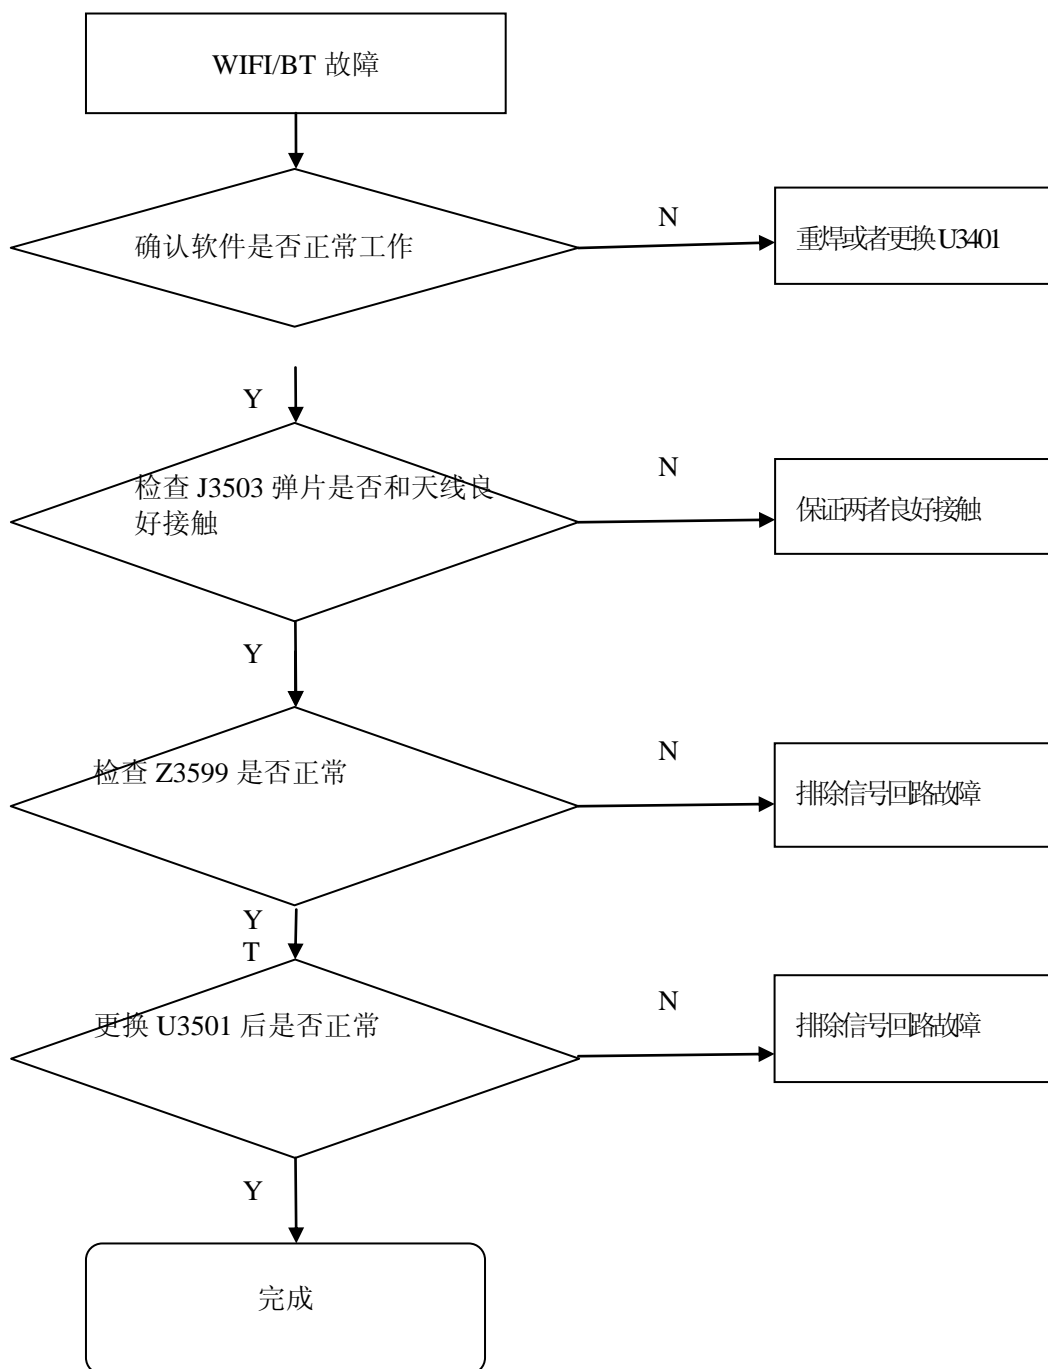 WIFI/BT 故障
确认软件是否正常工作
N
重焊或者更换U3401
Y
检查 J3503 弹片是否和天线良
好接触
N
保证两者良好接触
Y
检查 Z3599 是否正常
N
排除信号回路故障
Y
T
更换 U3501 后是否正常
N
排除信号回路故障
Y
完成